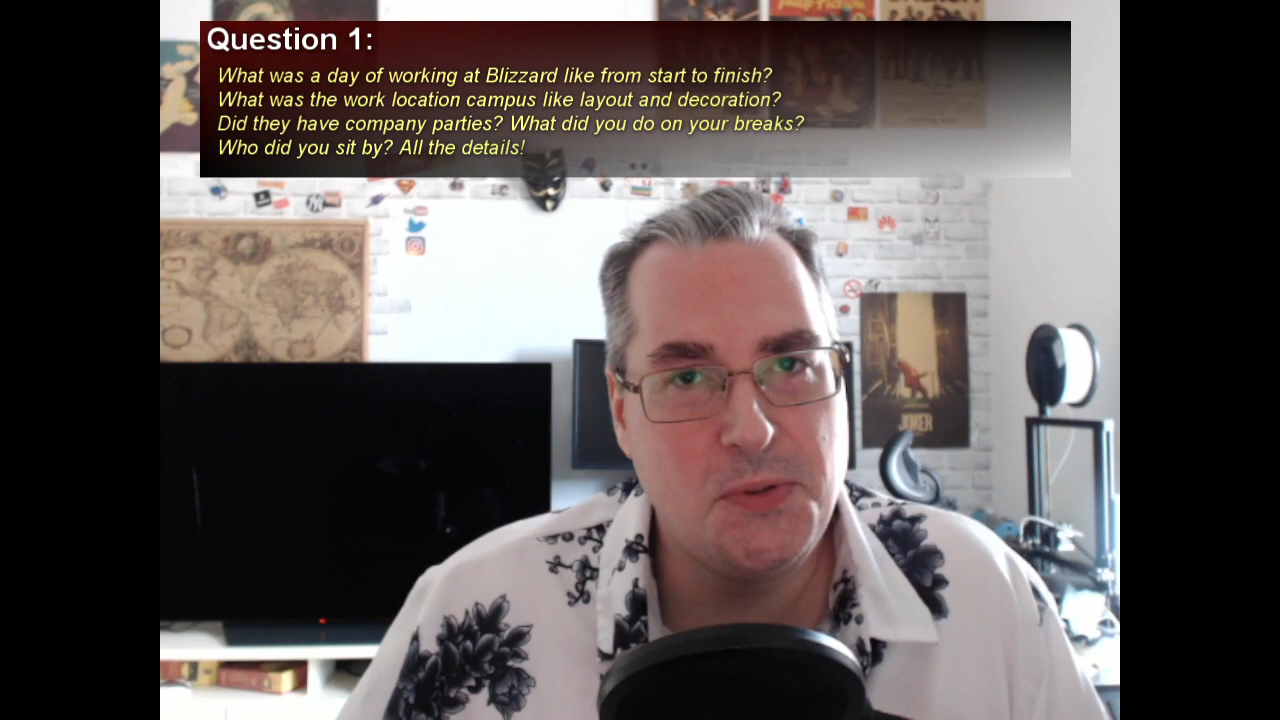 Question 1:
What was a day of working at Blizzard like from start to finish?
What was the work location campus like layout and decoration?
Did they have company parties? What did you do on your breaks?
Who did you sit by? All the details!
JOKER